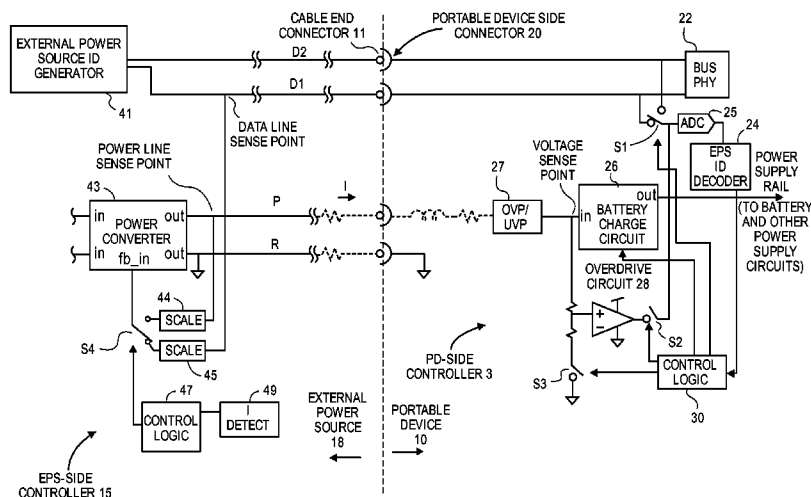 EXTERNAL POWER
SOURCE ID
GENERATOR
41
D2
D1
CABLE END
CONNECTOR 11
PORTABLE DEVICE SIDE
CONNECTOR 20
22
BUS
PHY
DATA LINE
SENSE POINT
S1
ADC
25
24
EPS
ID
DECODER
POWER LINE
SENSE POINT
43
in
out
POWER
CONVERTER
in
out
fb_in
P
I
R
27
OVP/
UVP
VOLTAGE
SENSE
POINT
26
out
in
BATTERY
CHARGE
CIRCUIT
POWER
SUPPLY
RAIL
(TO BATTERY
AND OTHER
POWER
SUPPLY
CIRCUITS)
OVERDRIVE
CIRCUIT 28
+
−
S2
S3
CONTROL
LOGIC
30
PD-SIDE
CONTROLLER 3
44
SCALE
S4
SCALE
45
47
CONTROL
LOGIC
49
I
DETECT
EXTERNAL
POWER
SOURCE
18
PORTABLE
DEVICE
10
EPS-SIDE
CONTROLLER 15